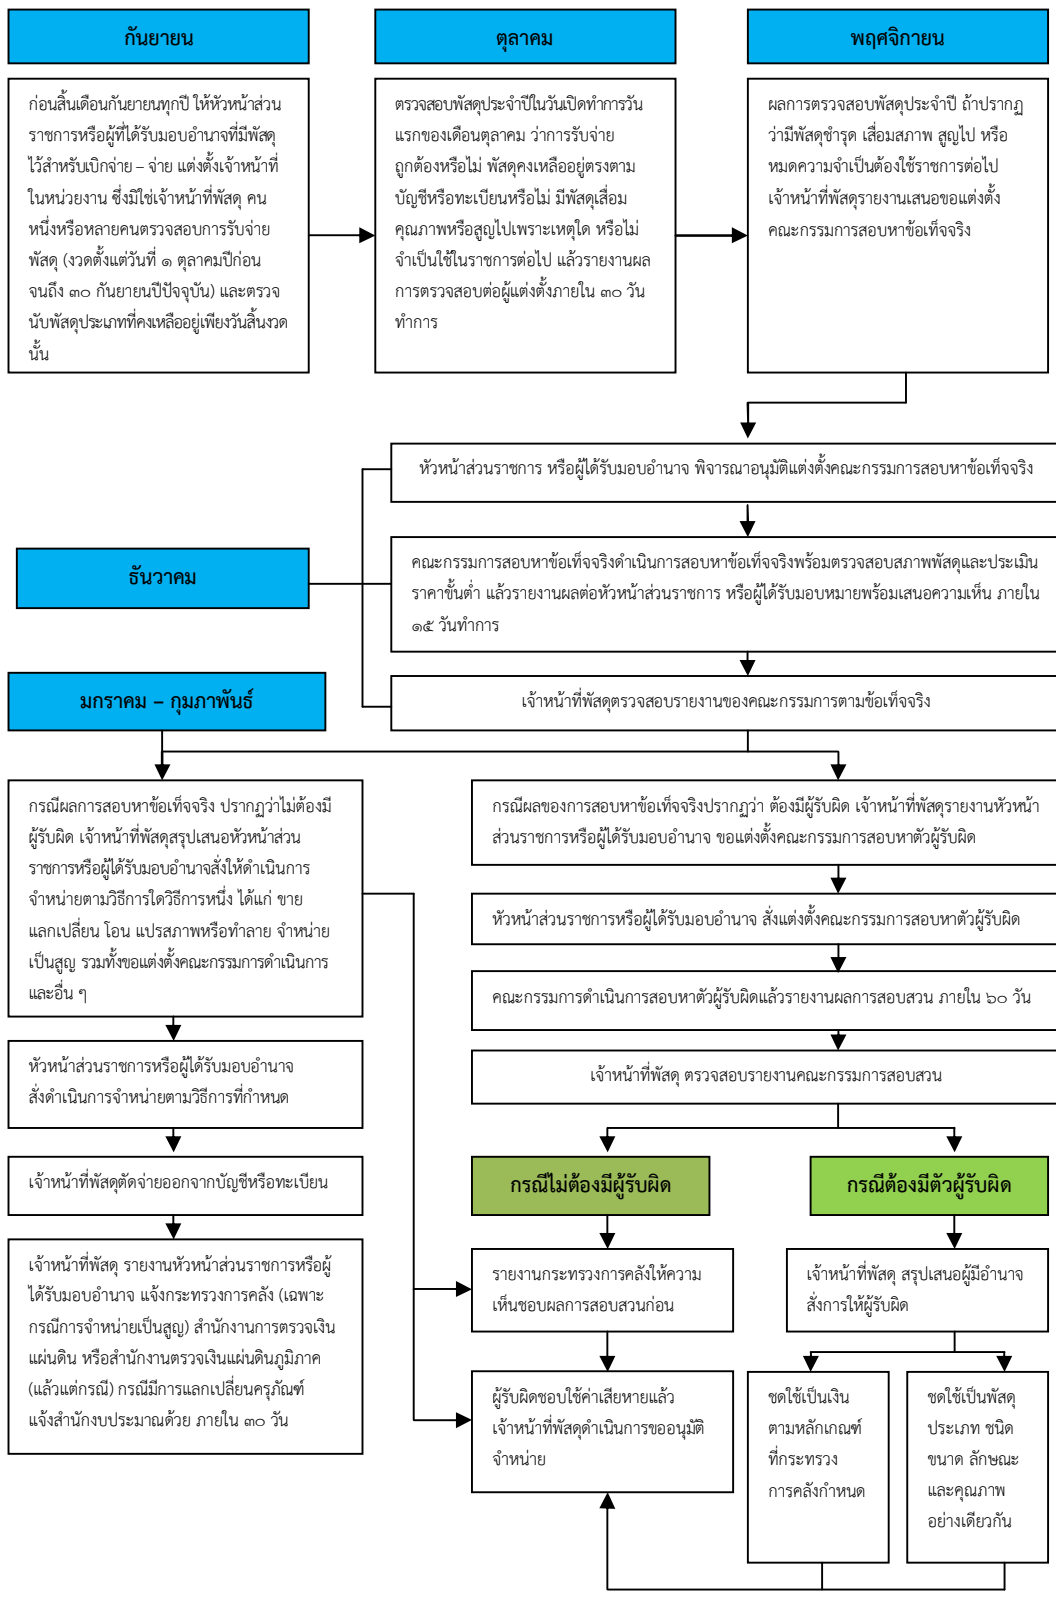 กันยายน
ก่อนสิ้นเดือนกันยายนทุกปี ให้หัวหน้าส่วน
ราชการหรือผู้ที่ได้รับมอบอำนาจที่มีพัสดุ
ไว้สำหรับเบิกจ่าย – จ่าย แต่งตั้งเจ้าหน้าที่
ในหน่วยงาน ซึ่งมิใช่เจ้าหน้าที่พัสดุ คน
หนึ่งหรือหลายคนตรวจสอบการรับจ่าย
พัสดุ (งวดตั้งแต่วันที่ ๑ ตุลาคมปีก่อน
จนถึง ๓๐ กันยายนปีปัจจุบัน) และตรวจ
นับพัสดุประเภทที่คงเหลืออยู่เพียงวันสิ้นงวด
นั้น
ตุลาคม
ตรวจสอบพัสดุประจำปีในวันเปิดทำการวัน
แรกของเดือนตุลาคม ว่าการรับจ่าย
ถูกต้องหรือไม่ พัสดุคงเหลืออยู่ตรงตาม
บัญชีหรือทะเบียนหรือไม่ มีพัสดุเสื่อม
คุณภาพหรือสูญไปเพราะเหตุใด หรือไม่
จำเป็นใช้ในราชการต่อไป แล้วรายงานผล
การตรวจสอบต่อผู้แต่งตั้งภายใน ๓๐ วัน
ทำการ
พฤศจิกายน
ผลการตรวจสอบพัสดุประจำปี ถ้าปรากฏ
ว่ามีพัสดุชำรุด เสื่อมสภาพ สูญไป หรือ
หมดความจำเป็นต้องใช้ราชการต่อไป
เจ้าหน้าที่พัสดุรายงานเสนอขอแต่งตั้ง
คณะกรรมการสอบหาข้อเท็จจริง
หัวหน้าส่วนราชการ หรือผู้ได้รับมอบอำนาจ พิจารณาอนุมัติแต่งตั้งคณะกรรมการสอบหาข้อเท็จจริง
ธันวาคม
คณะกรรมการสอบหาข้อเท็จจริงดำเนินการสอบหาข้อเท็จจริงพร้อมตรวจสอบสภาพพัสดุและประเมิน
ราคาขั้นต่ำ แล้วรายงานผลต่อหัวหน้าส่วนราชการ หรือผู้ได้รับมอบหมายพร้อมเสนอความเห็น ภายใน
๑๕ วันทำการ
เจ้าหน้าที่พัสดุตรวจสอบรายงานของคณะกรรมการตามข้อเท็จจริง
มกราคม – กุมภาพันธ์
กรณีผลการสอบหาข้อเท็จจริง ปรากฏว่าไม่ต้องมี
ผู้รับผิด เจ้าหน้าที่พัสดุสรุปเสนอหัวหน้าส่วน
ราชการหรือผู้ได้รับมอบอำนาจสั่งให้ดำเนินการ
จำหน่ายตามวิธีการใดวิธีการหนึ่ง ได้แก่ ขาย
แลกเปลี่ยน โอน แปรสภาพหรือทำลาย จำหน่าย
เป็นสูญ รวมทั้งขอแต่งตั้งคณะกรรมการดำเนินการ
และอื่น ๆ
หัวหน้าส่วนราชการหรือผู้ได้รับมอบอำนาจ
สั่งดำเนินการจำหน่ายตามวิธีการที่กำหนด
เจ้าหน้าที่พัสดุตัดจ่ายออกจากบัญชีหรือทะเบียน
เจ้าหน้าที่พัสดุ รายงานหัวหน้าส่วนราชการหรือผู้
ได้รับมอบอำนาจ แจ้งกระทรวงการคลัง (เฉพาะ
กรณีการจำหน่ายเป็นสูญ) สำนักงานการตรวจเงิน
แผ่นดิน หรือสำนักงานตรวจเงินแผ่นดินภูมิภาค
(แล้วแต่กรณี) กรณีมีการแลกเปลี่ยนครุภัณฑ์
แจ้งสำนักงบประมาณด้วย ภายใน ๓๐ วัน
กรณีผลของการสอบหาข้อเท็จจริงปรากฏว่า ต้องมีผู้รับผิด เจ้าหน้าที่พัสดุรายงานหัวหน้า
ส่วนราชการหรือผู้ได้รับมอบอำนาจ ขอแต่งตั้งคณะกรรมการสอบหาตัวผู้รับผิด
หัวหน้าส่วนราชการหรือผู้ได้รับมอบอำนาจ สั่งแต่งตั้งคณะกรรมการสอบหาตัวผู้รับผิด
คณะกรรมการดำเนินการสอบหาตัวผู้รับผิดแล้วรายงานผลการสอบสวน ภายใน ๖๐ วัน
เจ้าหน้าที่พัสดุ ตรวจสอบรายงานคณะกรรมการสอบสวน
กรณีไม่ต้องมีผู้รับผิด
รายงานกระทรวงการคลังให้ความ
เห็นชอบผลการสอบสวนก่อน
ผู้รับผิดชอบใช้ค่าเสียหายแล้ว
เจ้าหน้าที่พัสดุดำเนินการขออนุมัติ
จำหน่าย
กรณีต้องมีตัวผู้รับผิด
เจ้าหน้าที่พัสดุ สรุปเสนอผู้มีอำนาจ
สั่งการให้ผู้รับผิด
ชดใช้เป็นเงิน
ตามหลักเกณฑ์
ที่กระทรวง
การคลังกำหนด
ชดใช้เป็นพัสดุ
ประเภท ชนิด
ขนาด ลักษณะ
และคุณภาพ
อย่างเดียวกัน